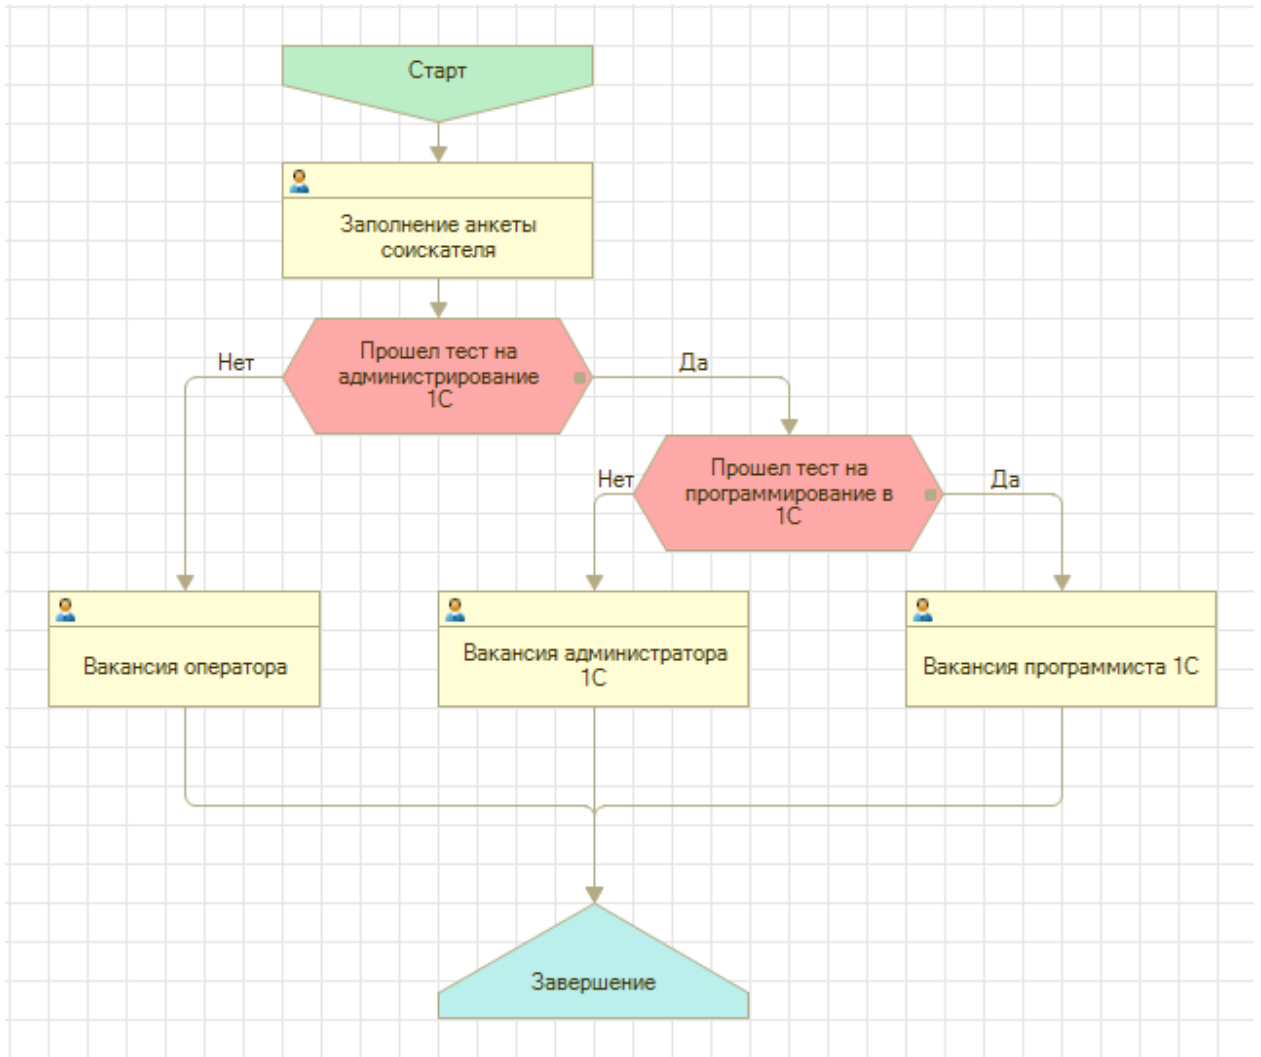 Старт
Заполнение анкеты
соискателя
Прошел тест на
администрирование
1С
Нет
Да
Прошел тест на
программирование в
1С
Нет
Да
Вакансия оператора
Вакансия администратора
1С
Вакансия программиста 1С
Завершение